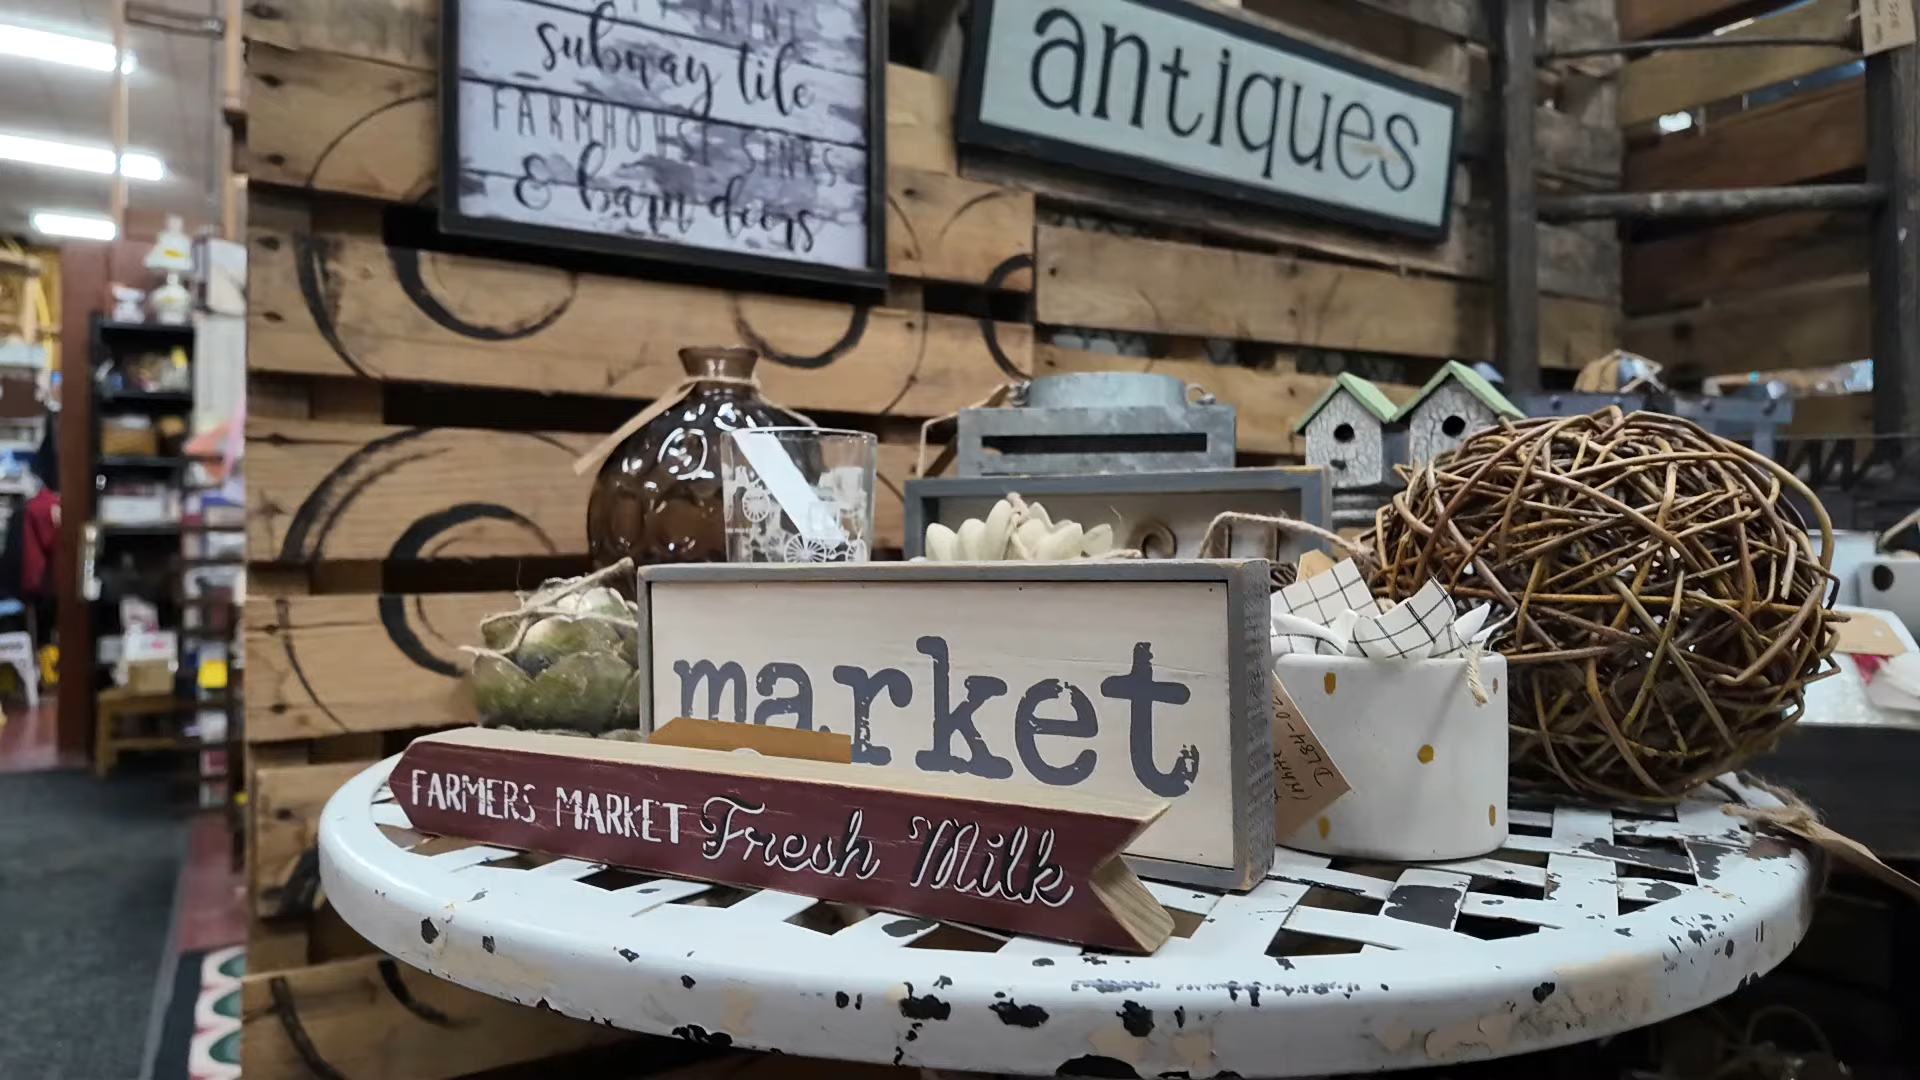 subway tile
FARMHOUSE SINKS
& barn doors
antiques
market
FARMERS MARKET Fresh Milk